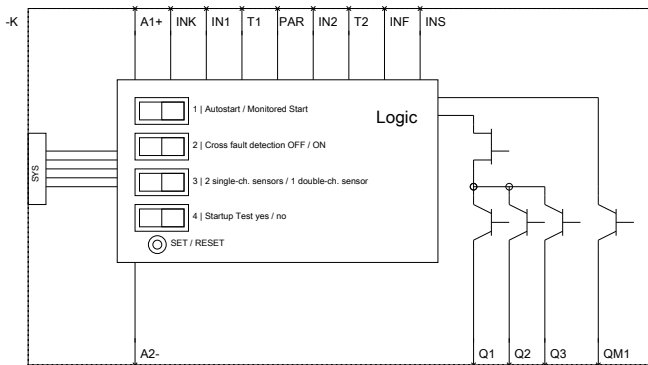 -K
A1+ INK IN1 T1 PAR IN2 T2 INF INS
1 | Autostart / Monitored Start
Logic
2 | Cross fault detection OFF / ON
SYS
3 | 2 single-ch. sensors / 1 double-ch. sensor
4 | Startup Test yes / no
SET / RESET
A2- Q1 Q2 Q3 QM1